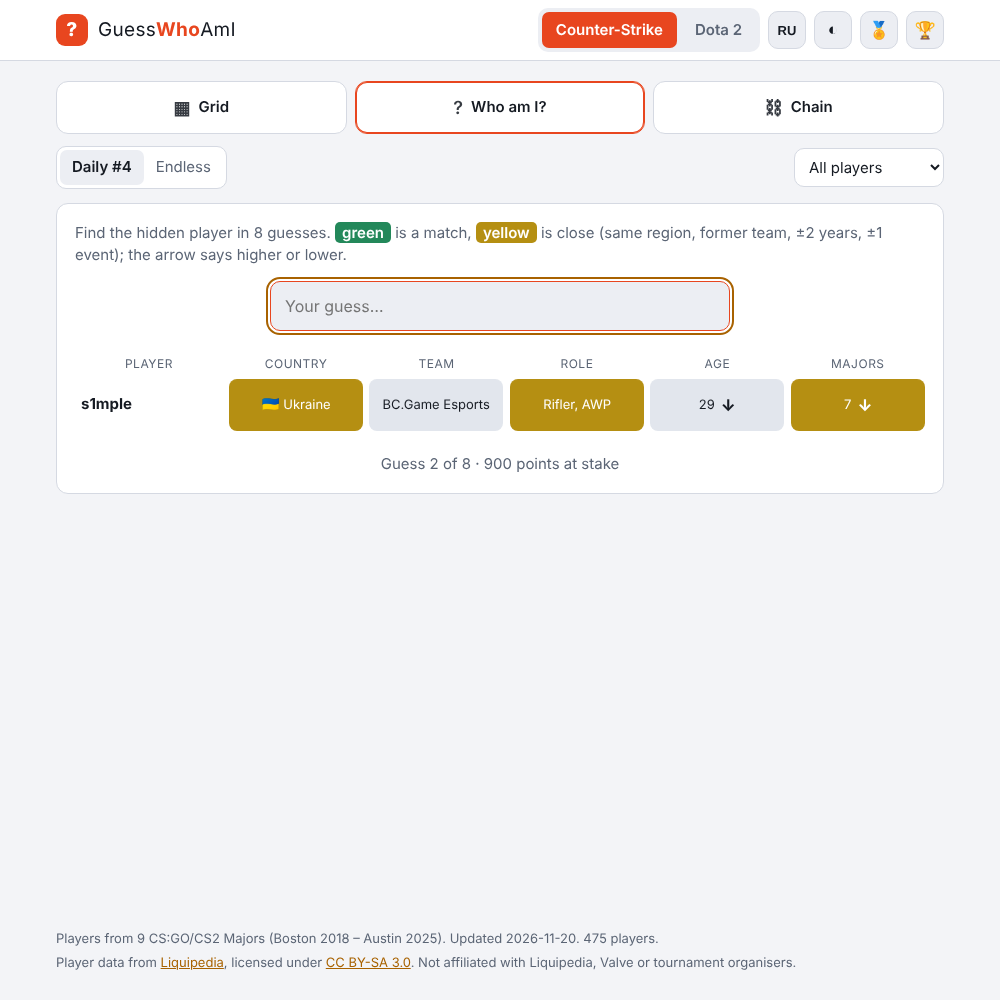 ? GuessWhoAmI
Counter-Strike Dota 2 RU
Grid
? Who am I?
Chain
Daily #4 Endless
All players
Find the hidden player in 8 guesses. green is a match, yellow is close (same region, former team, ±2 years, ±1
event); the arrow says higher or lower.
Your guess...
PLAYER COUNTRY TEAM ROLE AGE MAJORS
s1mple Ukraine BC.Game Esports Rifler, AWP 29 ↓ 7 ↓
Guess 2 of 8 · 900 points at stake
Players from 9 CS:GO/CS2 Majors (Boston 2018 – Austin 2025). Updated 2026-11-20. 475 players.
Player data from Liquipedia, licensed under CC BY-SA 3.0. Not affiliated with Liquipedia, Valve or tournament organisers.